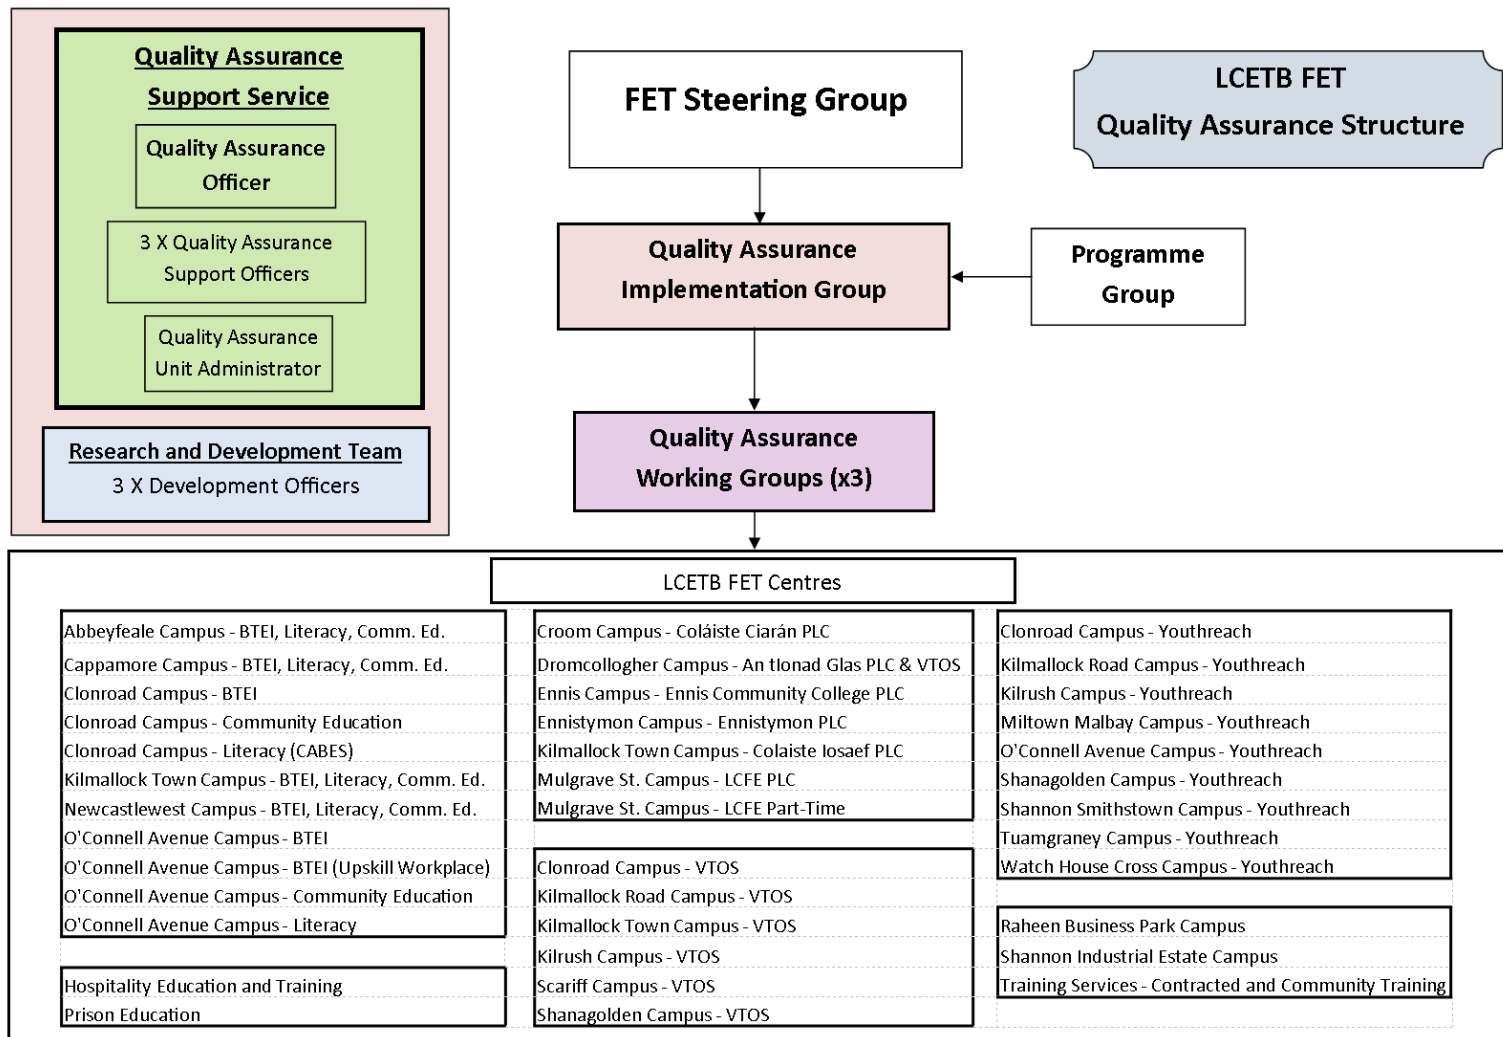 Quality Assurance
Support Service
Quality Assurance
Officer
3 X Quality Assurance
Support Officers
Quality Assurance
Unit Administrator
Research and Development Team
3 X Development Officers
FET Steering Group
LCETB FET
Quality Assurance Structure
Quality Assurance
Implementation Group
Programme
Group
Quality Assurance
Working Groups (x3)
LCETB FET Centres
Abbeyfeale Campus - BTEI, Literacy, Comm. Ed.
Cappamore Campus - BTEI, Literacy, Comm. Ed.
Clonroad Campus - BTEI
Clonroad Campus - Community Education
Clonroad Campus - Literacy (CABES)
Kilmallock Town Campus - BTEI, Literacy, Comm. Ed.
Newcastlewest Campus - BTEI, Literacy, Comm. Ed.
O'Connell Avenue Campus - BTEI
O'Connell Avenue Campus - BTEI (Upskill Workplace)
O'Connell Avenue Campus - Community Education
O'Connell Avenue Campus - Literacy
Hospitality Education and Training
Prison Education
Croom Campus - Coláiste Ciarán PLC
Dromcollogher Campus - An tIonad Glas PLC & VTOS
Ennis Campus - Ennis Community College PLC
Ennistymon Campus - Ennistymon PLC
Kilmallock Town Campus - Colaiste Iosaef PLC
Mulgrave St. Campus - LCFE PLC
Mulgrave St. Campus - LCFE Part-Time
Clonroad Campus - VTOS
Kilmallock Road Campus - VTOS
Kilmallock Town Campus - VTOS
Kilrush Campus - VTOS
Scariff Campus - VTOS
Shanagolden Campus - VTOS
Clonroad Campus - Youthreach
Kilmallock Road Campus - Youthreach
Kilrush Campus - Youthreach
Miltown Malbay Campus - Youthreach
O'Connell Avenue Campus - Youthreach
Shanagolden Campus - Youthreach
Shannon Smithstown Campus - Youthreach
Tuamgraney Campus - Youthreach
Watch House Cross Campus - Youthreach
Raheen Business Park Campus
Shannon Industrial Estate Campus
Training Services - Contracted and Community Training